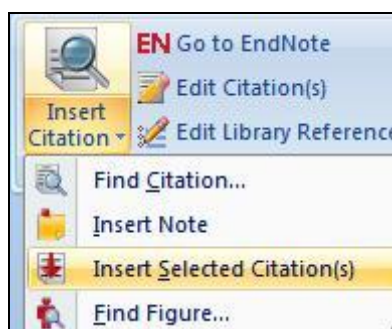 EN Go to EndNote
Edit Citation(s)
Insert
Citation
Edit Library Reference
Find Citation...
Insert Note
Insert Selected Citation(s)
Find Figure...